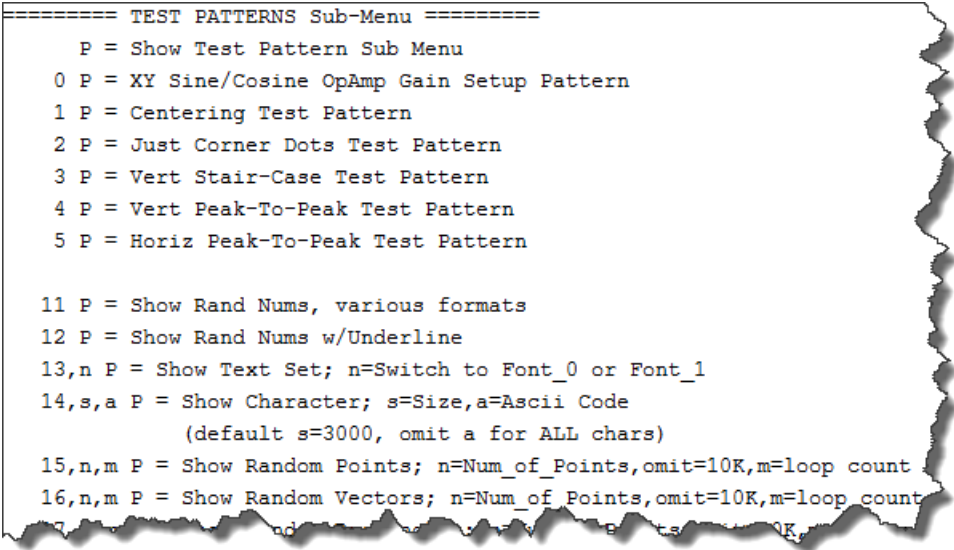 ========= TEST PATTERNS Sub-Menu =========
P = Show Test Pattern Sub Menu
0 P = XY Sine/Cosine OpAmp Gain Setup Pattern
1 P = Centering Test Pattern
2 P = Just Corner Dots Test Pattern
3 P = Vert Stair-Case Test Pattern
4 P = Vert Peak-To-Peak Test Pattern
5 P = Horiz Peak-To-Peak Test Pattern
11 P = Show Rand Nums, various formats
12 P = Show Rand Nums w/Underline
13,n P = Show Text Set; n=Switch to Font_0 or Font_1
14,s,a P = Show Character; s=Size,a=Ascii Code
(default s=3000, omit a for ALL chars)
15,n,m P = Show Random Points; n=Num_of_Points,omit=10K,m=loop count
16,n,m P = Show Random Vectors; n=Num_of_Points,omit=10K,m=loop count